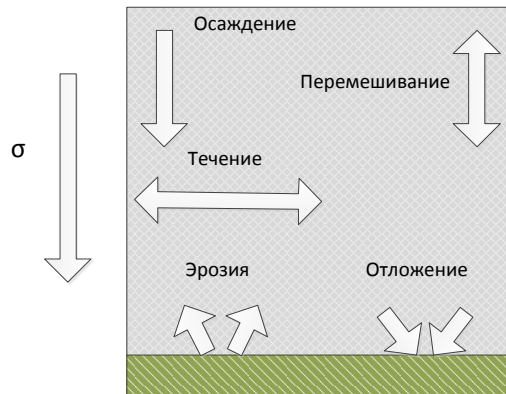 Осаждение
Перемешивание
σ
Течение
Эрозия
Отложение